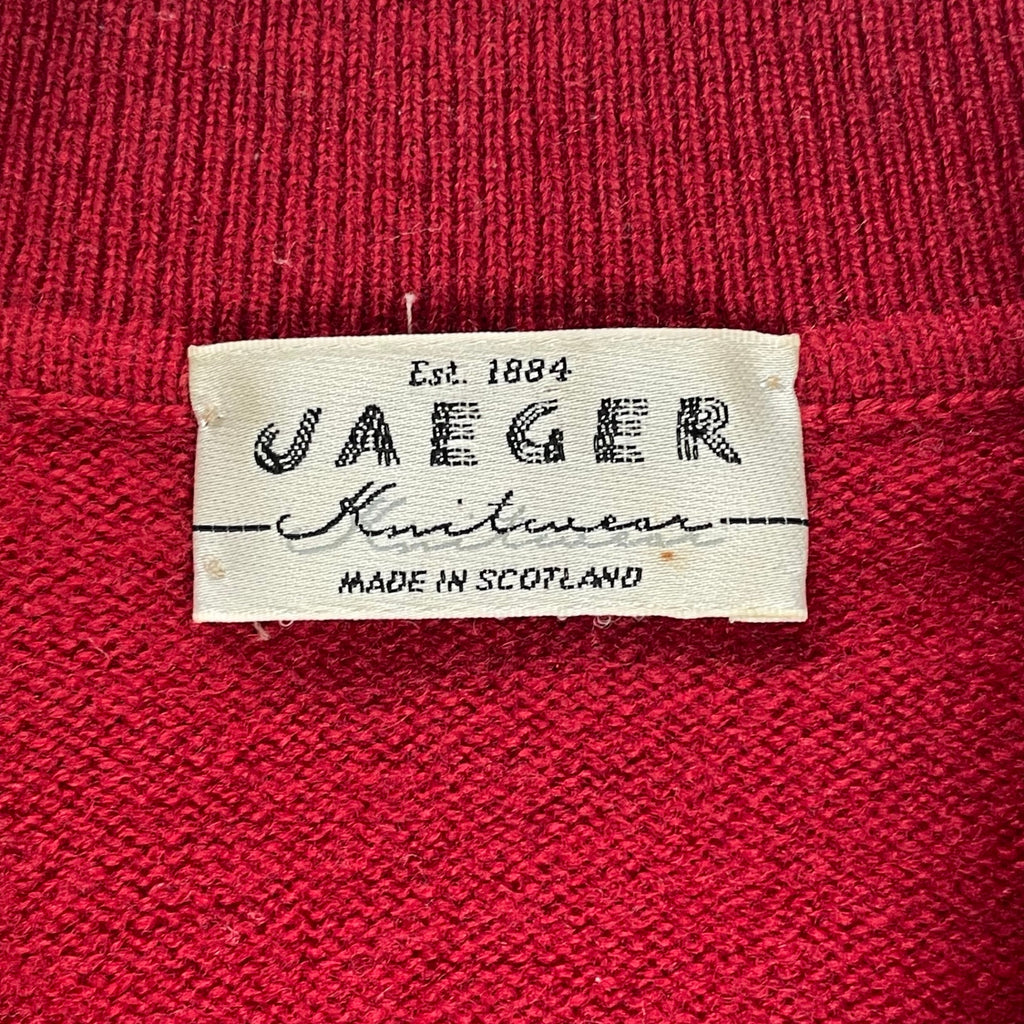 Est. 1884
JAEGER
Knitwear
MADE IN SCOTLAND